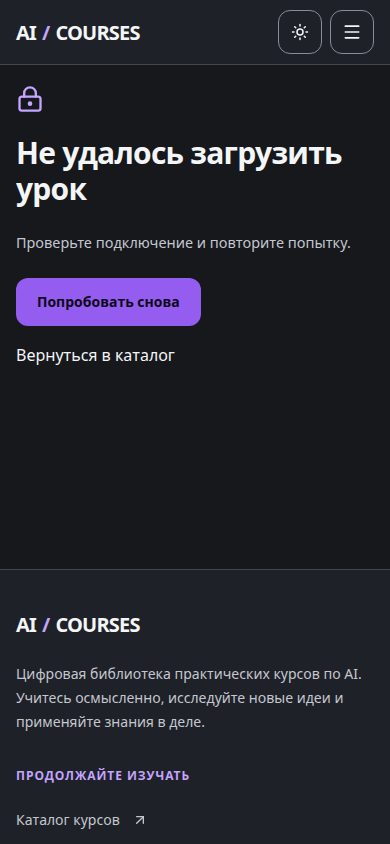 AI / COURSES
Не удалось загрузить
урок
Проверьте подключение и повторите попытку.
Попробовать снова
Вернуться в каталог
AI / COURSES
Цифровая библиотека практических курсов по AI.
Учитесь осмысленно, исследуйте новые идеи и
применяйте знания в деле.
ПРОДОЛЖАЙТЕ ИЗУЧАТЬ
Каталог курсов